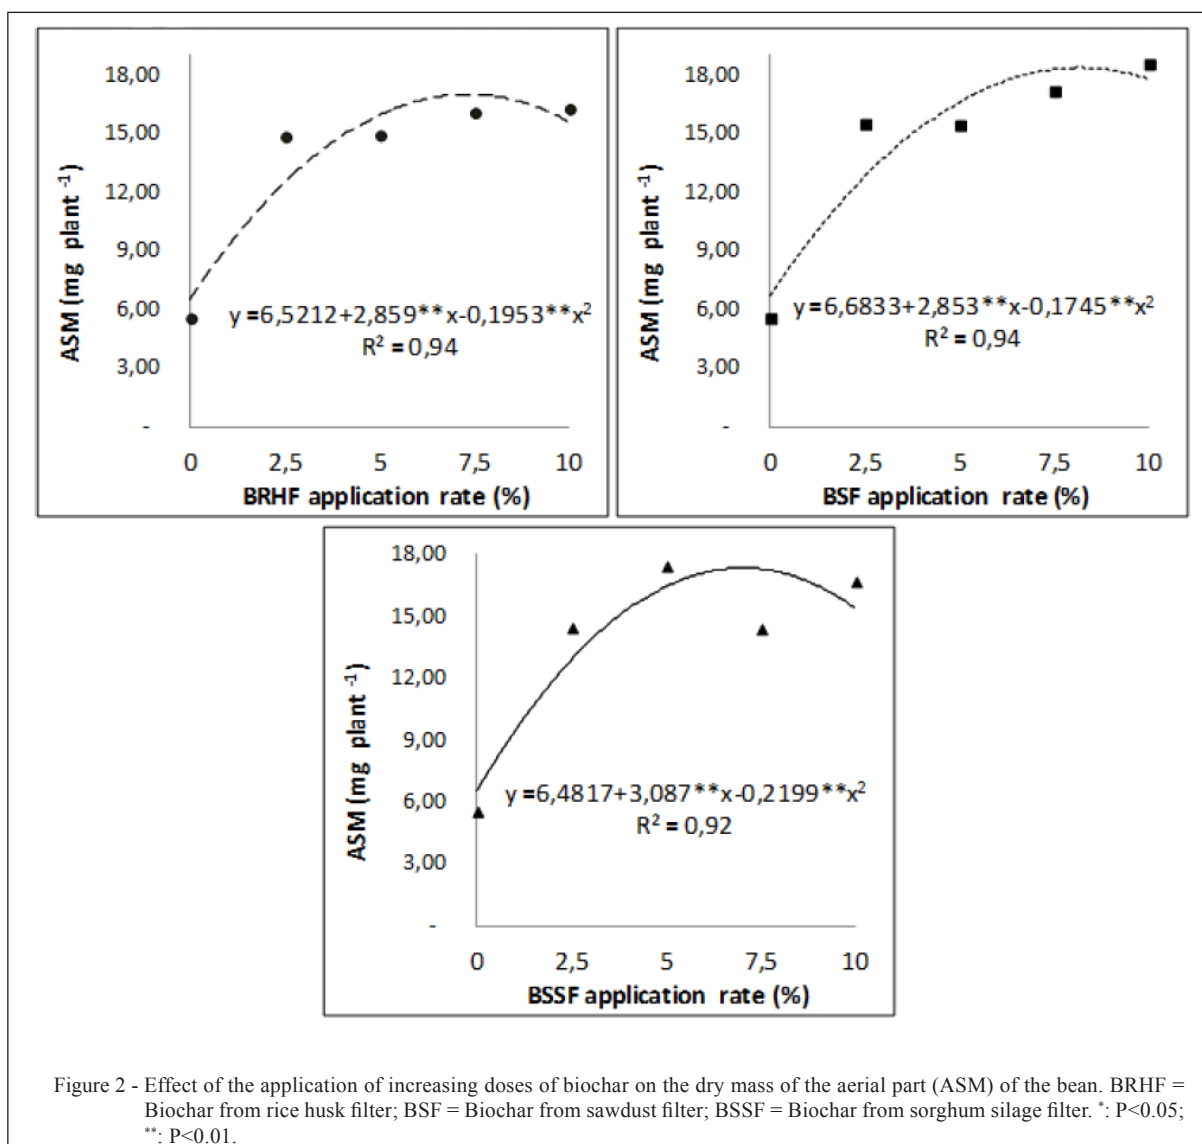 18,00
15,00
12,00
9,00
6,00
3,00
-
ASM (mg plant -1)
y=6,5212+2,859**x-0,1953**x²
R² = 0,94
0 2,5 5 7,5 10
BRHF application rate (%)
18,00
15,00
12,00
9,00
6,00
3,00
-
ASM (mg plant -1)
y=6,6833+2,853**x-0,1745**x²
R² = 0,94
0 2,5 5 7,5 10
BSF application rate (%)
18,00
15,00
12,00
9,00
6,00
3,00
-
ASM (mg plant -1)
y=6,4817+3,087**x-0,2199**x²
R² = 0,92
0 2,5 5 7,5 10
BSSF application rate (%)
Figure 2 - Effect of the application of increasing doses of biochar on the dry mass of the aerial part (ASM) of the bean. BRHF =
Biochar from rice husk filter; BSF = Biochar from sawdust filter; BSSF = Biochar from sorghum silage filter. *: P<0.05;
**: P<0.01.